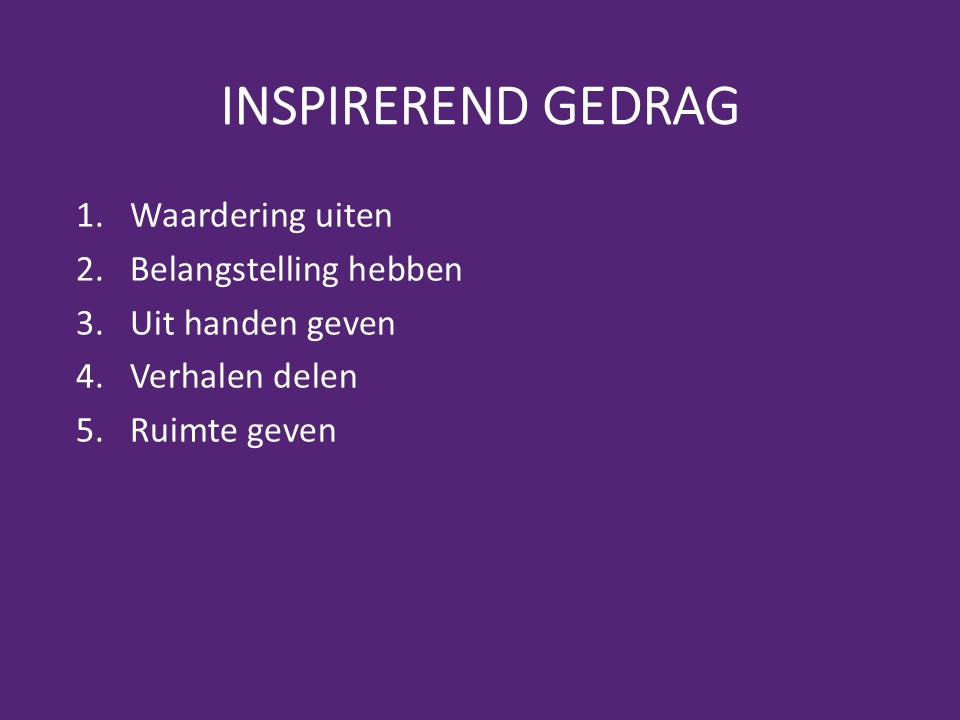 INSPIREREND GEDRAG
1. Waardering uiten
2. Belangstelling hebben
3. Uit handen geven
4. Verhalen delen
5. Ruimte geven